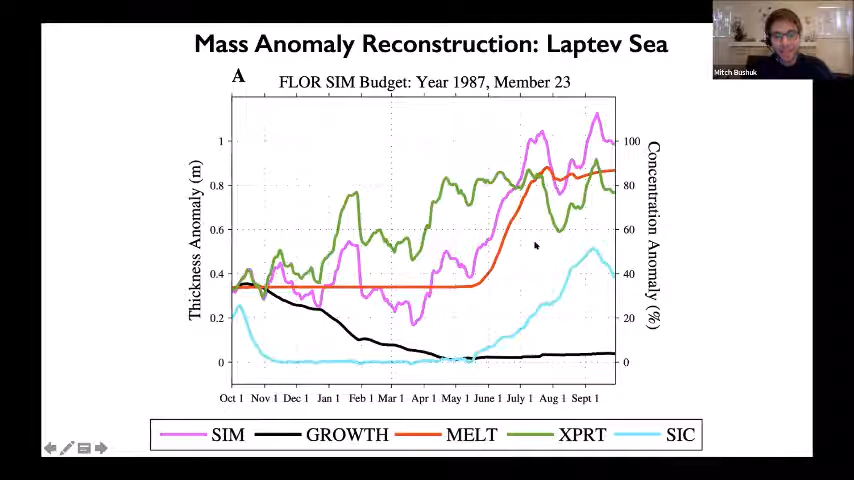 Mass Anomaly Reconstruction: Laptev Sea
Mitch Bushuk
A
FLOR SIM Budget: Year 1987, Member 23
Thickness Anomaly (m)
1
0.8
0.6
0.4
0.2
0
100
80
60
40
20
0
Concentration Anomaly (%)
Oct 1 Nov 1 Dec 1 Jan 1 Feb 1 Mar 1 Apr 1 May 1 June 1 July 1 Aug 1 Sept 1
SIM GROWTH MELT XPRT SIC